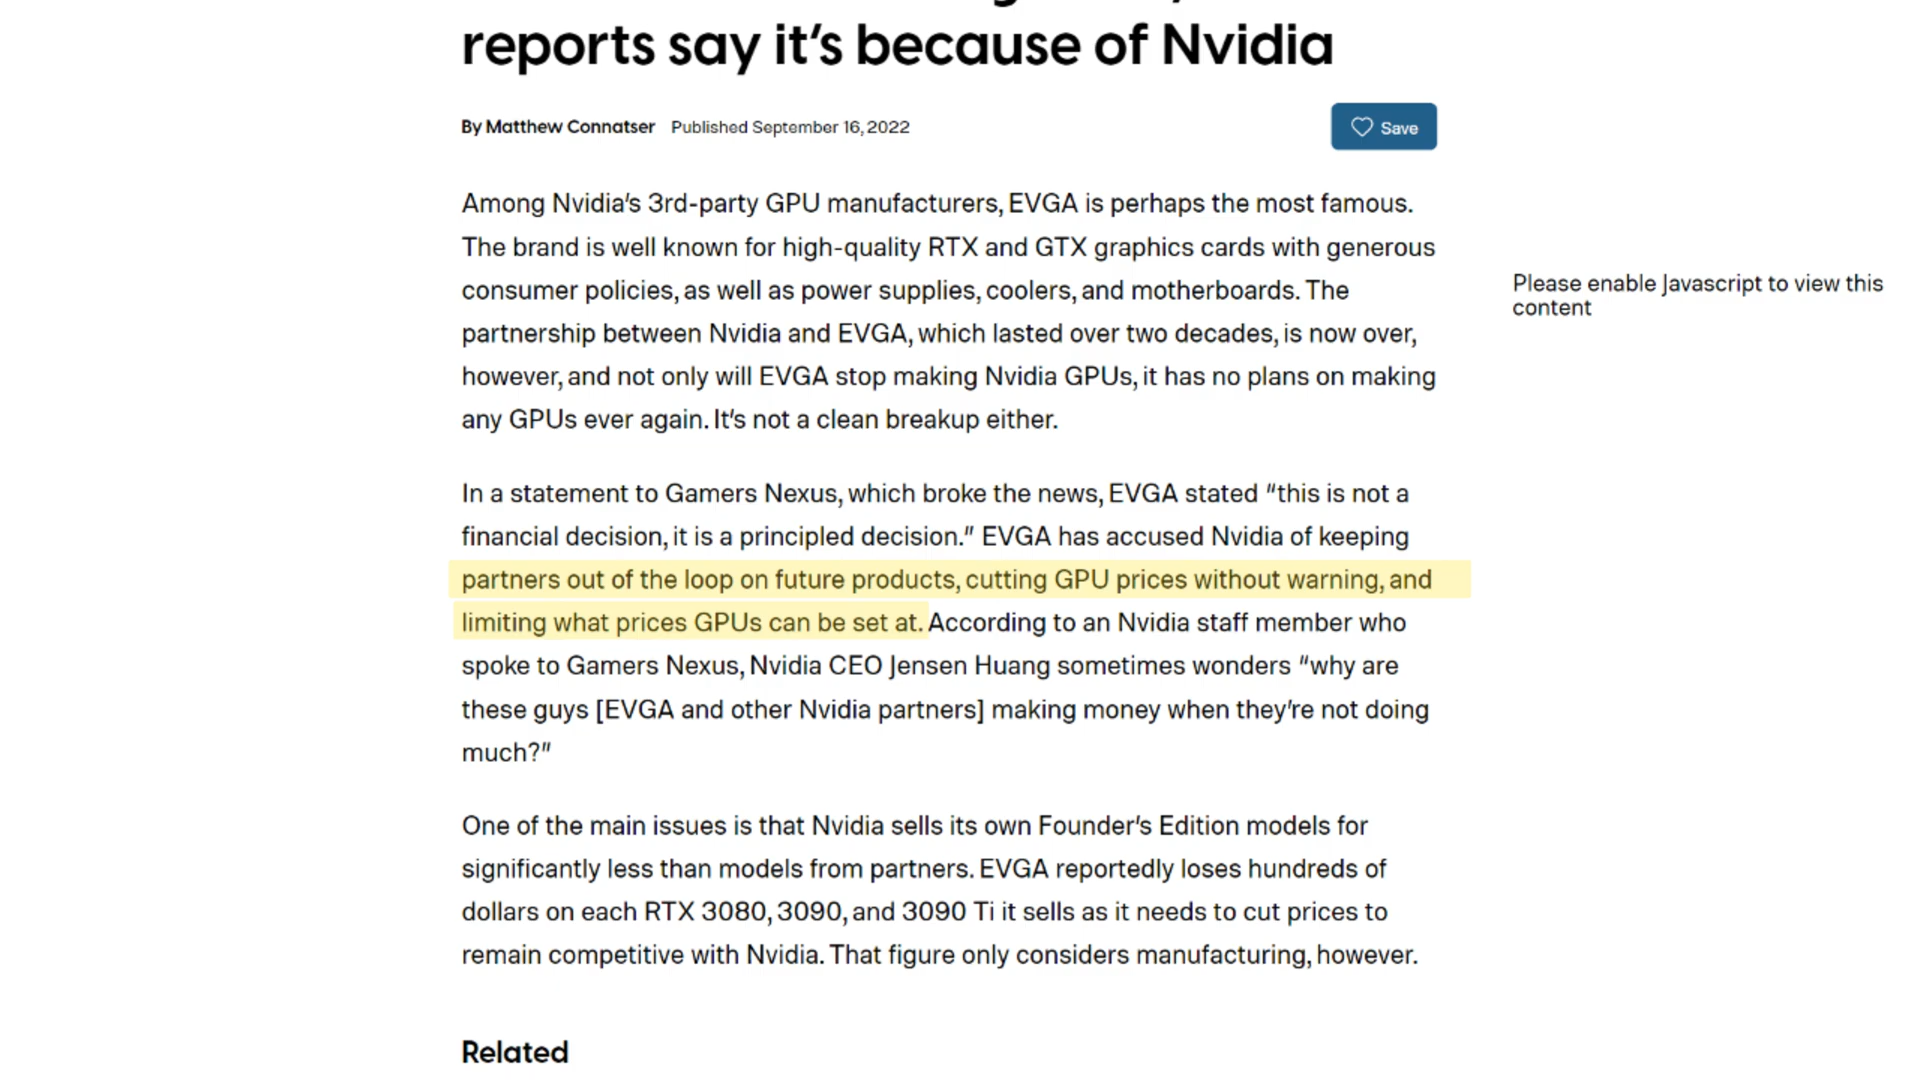 reports say it's because of Nvidia
By Matthew Connatser Published September 16, 2022
Save
Among Nvidia's 3rd-party GPU manufacturers, EVGA is perhaps the most famous.
The brand is well known for high-quality RTX and GTX graphics cards with generous
consumer policies, as well as power supplies, coolers, and motherboards. The
partnership between Nvidia and EVGA, which lasted over two decades, is now over,
however, and not only will EVGA stop making Nvidia GPUs, it has no plans on making
any GPUs ever again. It's not a clean breakup either.
Please enable Javascript to view this
content
In a statement to Gamers Nexus, which broke the news, EVGA stated "this is not a
financial decision, it is a principled decision." EVGA has accused Nvidia of keeping
partners out of the loop on future products, cutting GPU prices without warning, and
limiting what prices GPUs can be set at. According to an Nvidia staff member who
spoke to Gamers Nexus, Nvidia CEO Jensen Huang sometimes wonders "why are
these guys [EVGA and other Nvidia partners] making money when they're not doing
much?"
One of the main issues is that Nvidia sells its own Founder's Edition models for
significantly less than models from partners. EVGA reportedly loses hundreds of
dollars on each RTX 3080, 3090, and 3090 Ti it sells as it needs to cut prices to
remain competitive with Nvidia. That figure only considers manufacturing, however.
Related